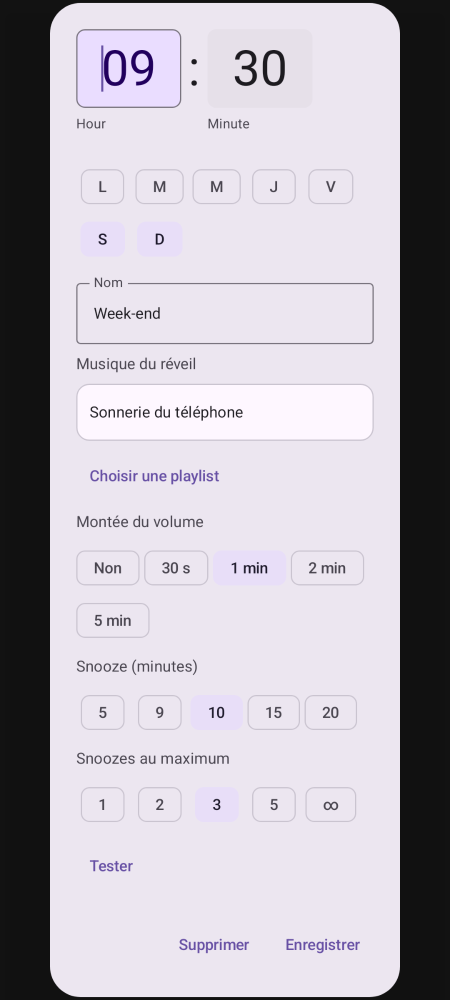 09 : 30
Hour Minute
L M M J V
S D
Nom
Week-end
Musique du réveil
Sonnerie du téléphone
Choisir une playlist
Montée du volume
Non 30 s 1 min 2 min
5 min
Snooze (minutes)
5 9 10 15 20
Snoozes au maximum
1 2 3 5 ∞
Tester
Supprimer Enregistrer